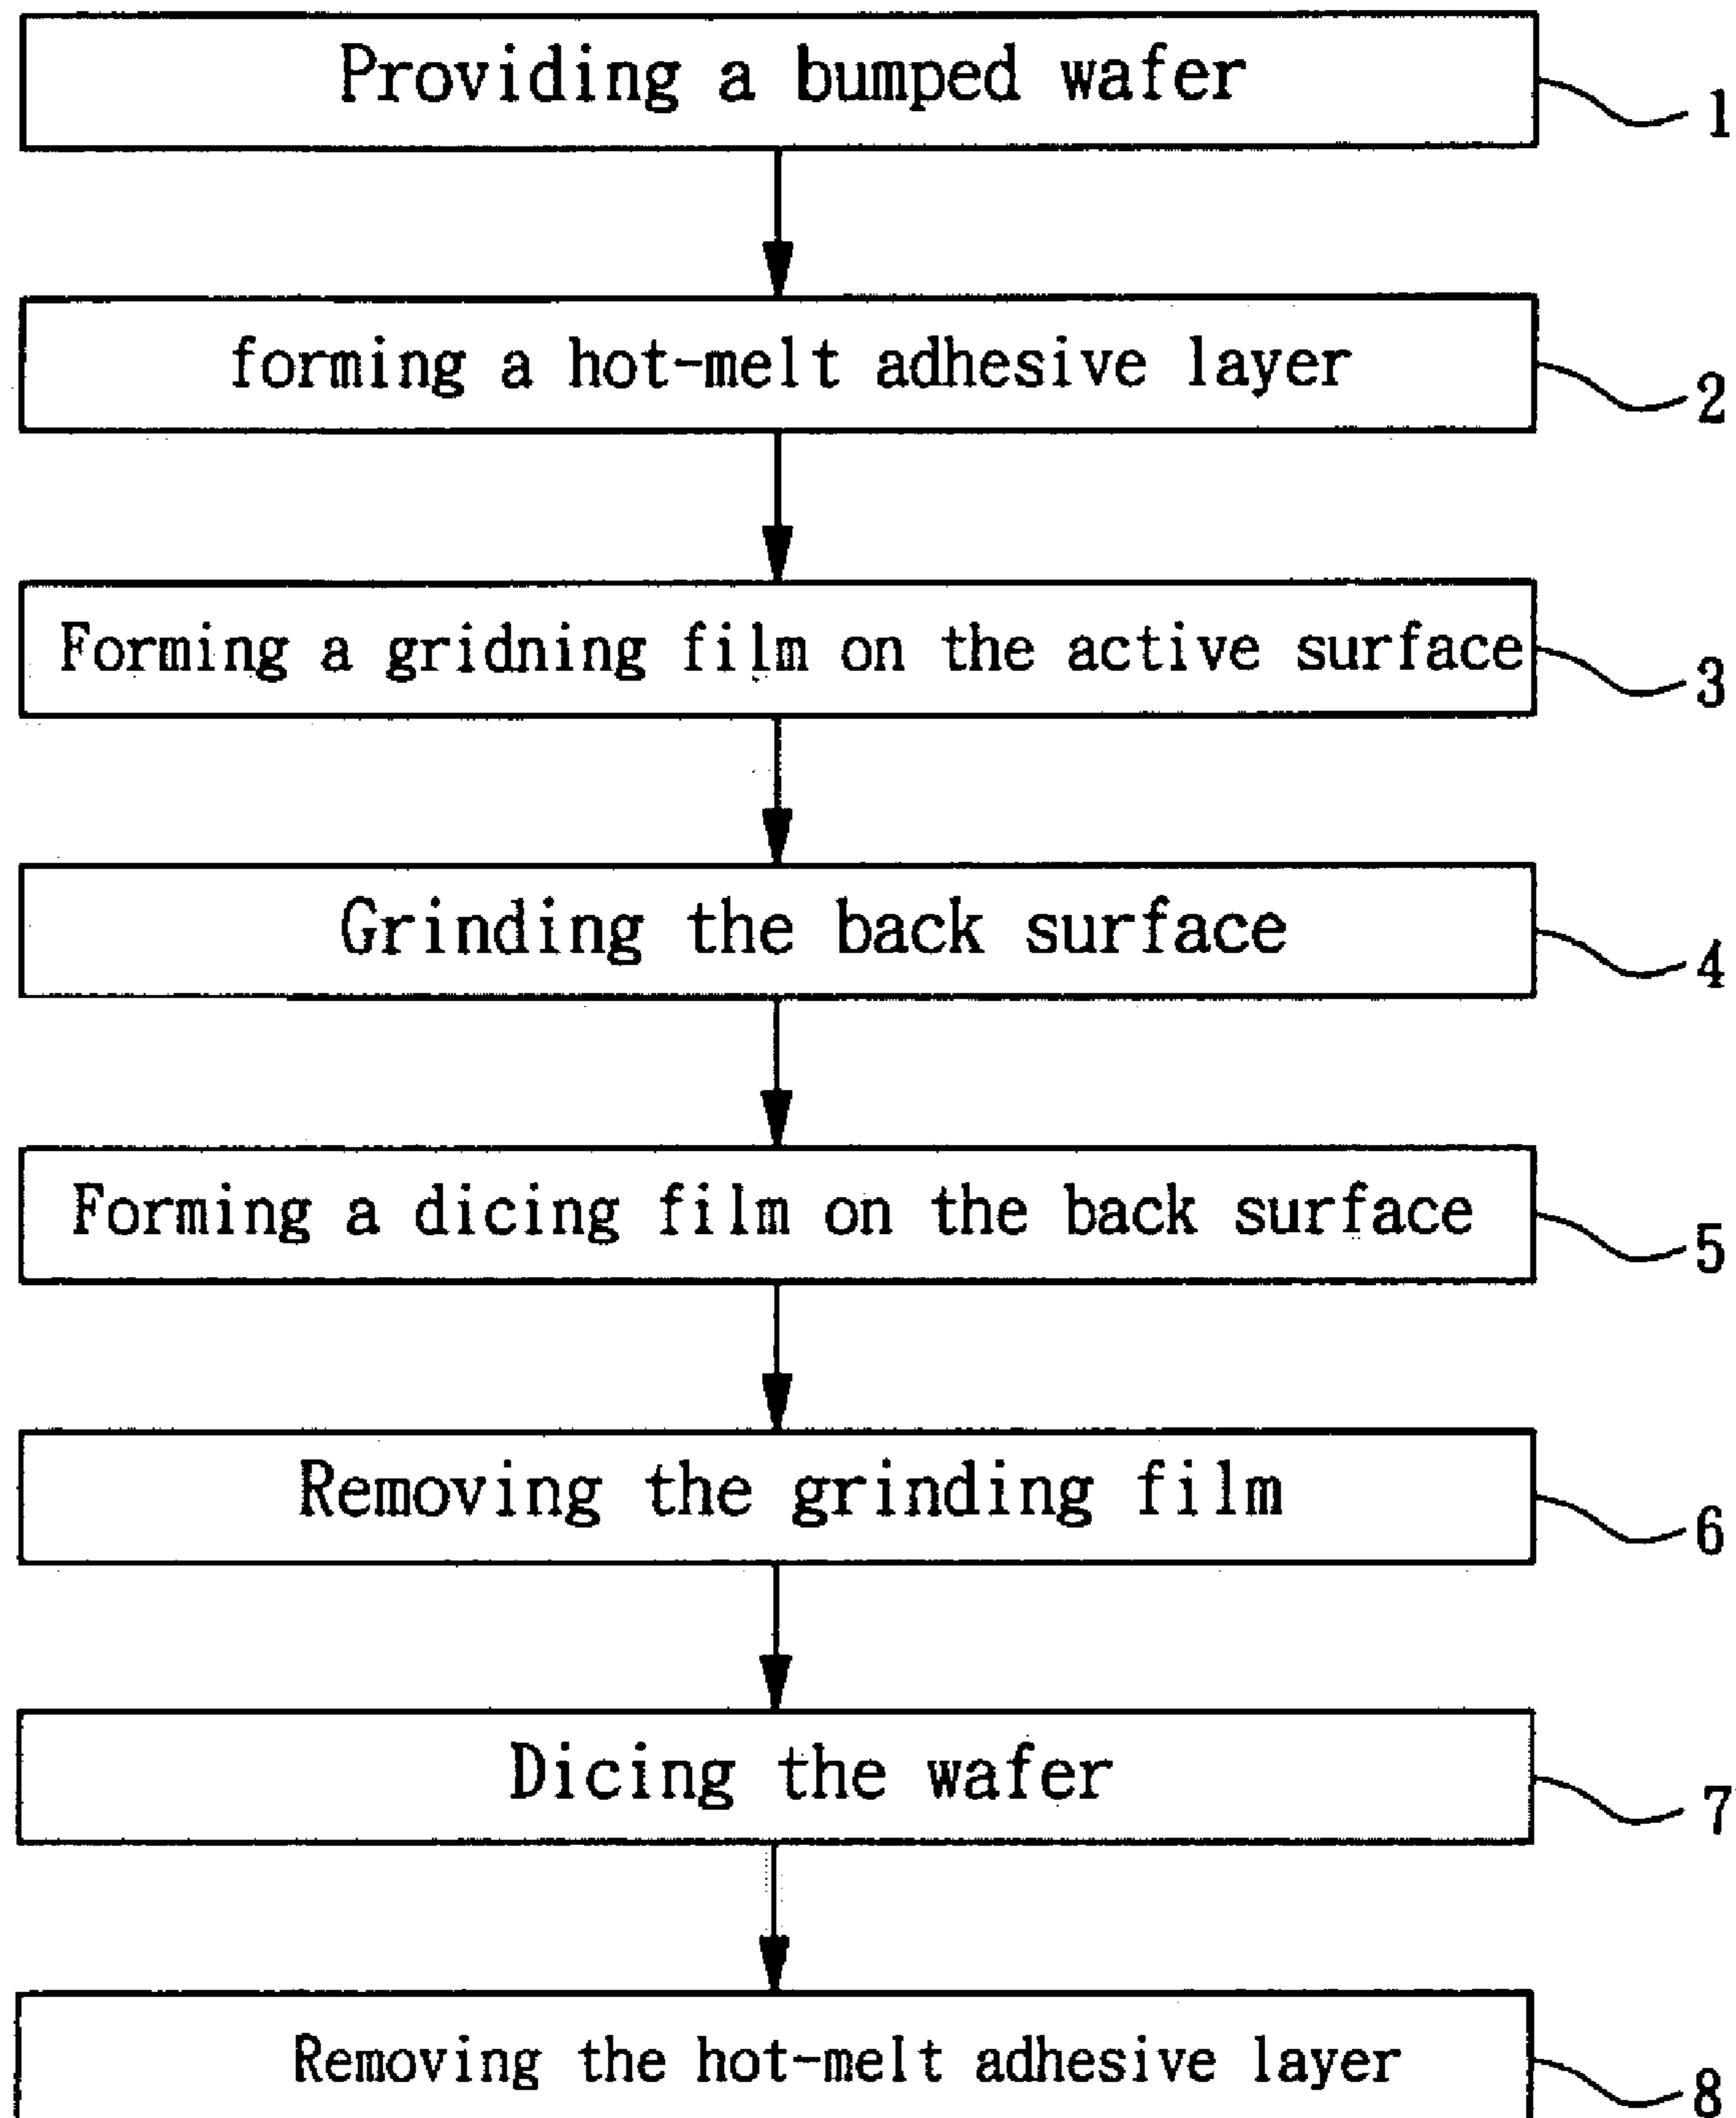 Providing a bumped wafer
1
forming a hot-melt adhesive layer
2
Forming a gridning film on the active surface
3
Grinding the back surface
4
Forming a dicing film on the back surface
5
Removing the grinding film
6
Dicing the wafer
7
Removing the hot-melt adhesive layer
8